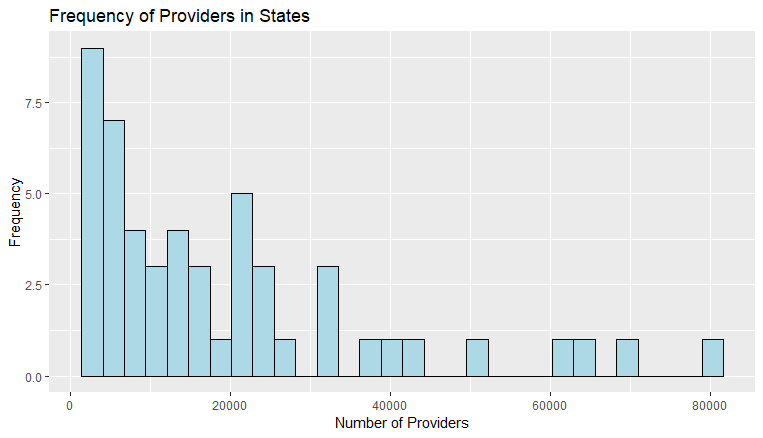 Frequency of Providers in States
Frequency
7.5
5.0
2.5
0.0
0 20000 40000 60000 80000
Number of Providers